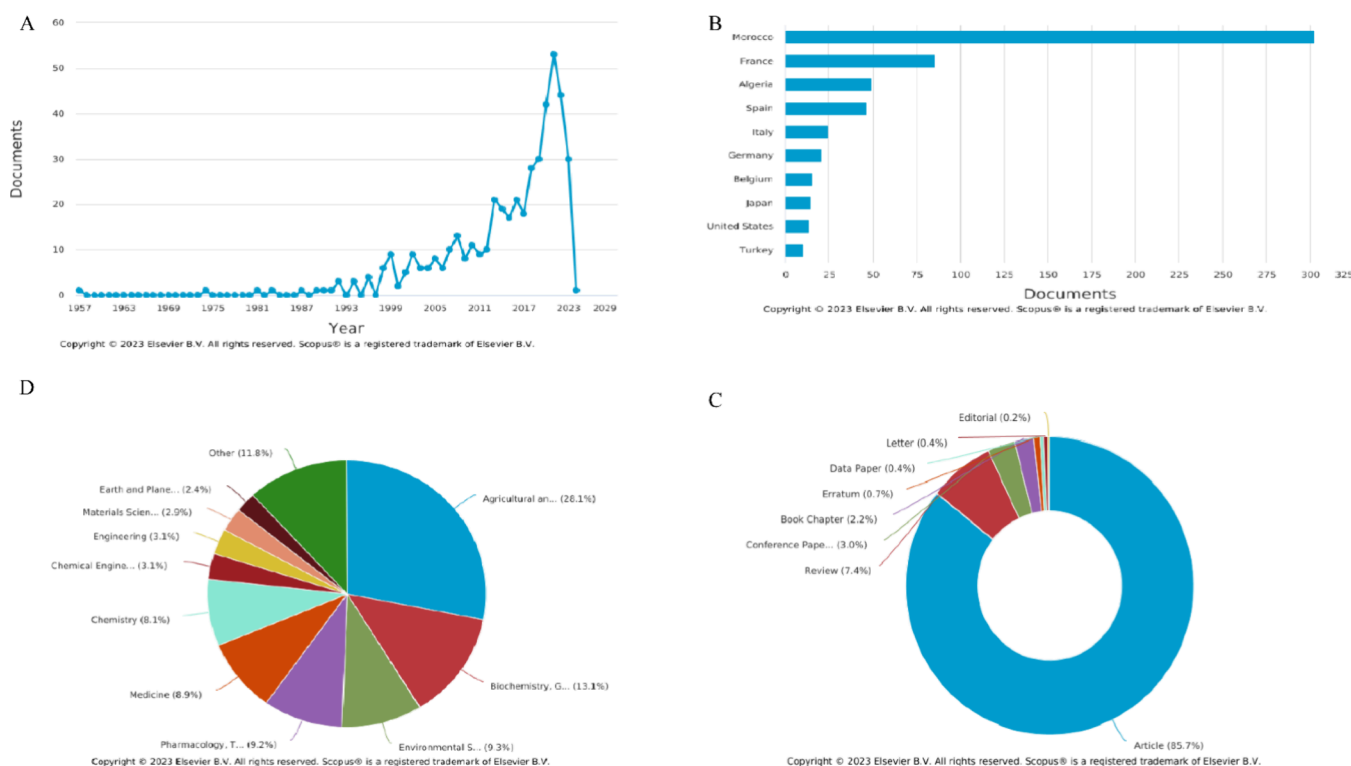 A
60
50
40
30
20
10
0
Documents
1957 1963 1969 1975 1981 1987 1993 1999 2005 2011 2017 2023 2029
Year
Copyright © 2023 Elsevier B.V. All rights reserved. Scopus® is a registered trademark of Elsevier B.V.
B
Morocco
France
Algeria
Spain
Italy
Germany
Belgium
Japan
United States
Turkey
0 25 50 75 100 125 150 175 200 225 250 275 300 325
Documents
Copyright © 2023 Elsevier B.V. All rights reserved. Scopus® is a registered trademark of Elsevier B.V.
D
Other (11.8%)
Earth and Plane... (2.4%)
Materials Scien... (2.9%)
Engineering (3.1%)
Chemical Engine... (3.1%)
Chemistry (8.1%)
Medicine (8.9%)
Pharmacology, T... (9.2%)
Environmental S... (9.3%)
Biochemistry, G... (13.1%)
Agricultural an... (28.1%)
Copyright © 2023 Elsevier B.V. All rights reserved. Scopus® is a registered trademark of Elsevier B.V.
C
Editorial (0.2%)
Letter (0.4%)
Data Paper (0.4%)
Erratum (0.7%)
Book Chapter (2.2%)
Conference Pape... (3.0%)
Review (7.4%)
Article (85.7%)
Copyright © 2023 Elsevier B.V. All rights reserved. Scopus® is a registered trademark of Elsevier B.V.